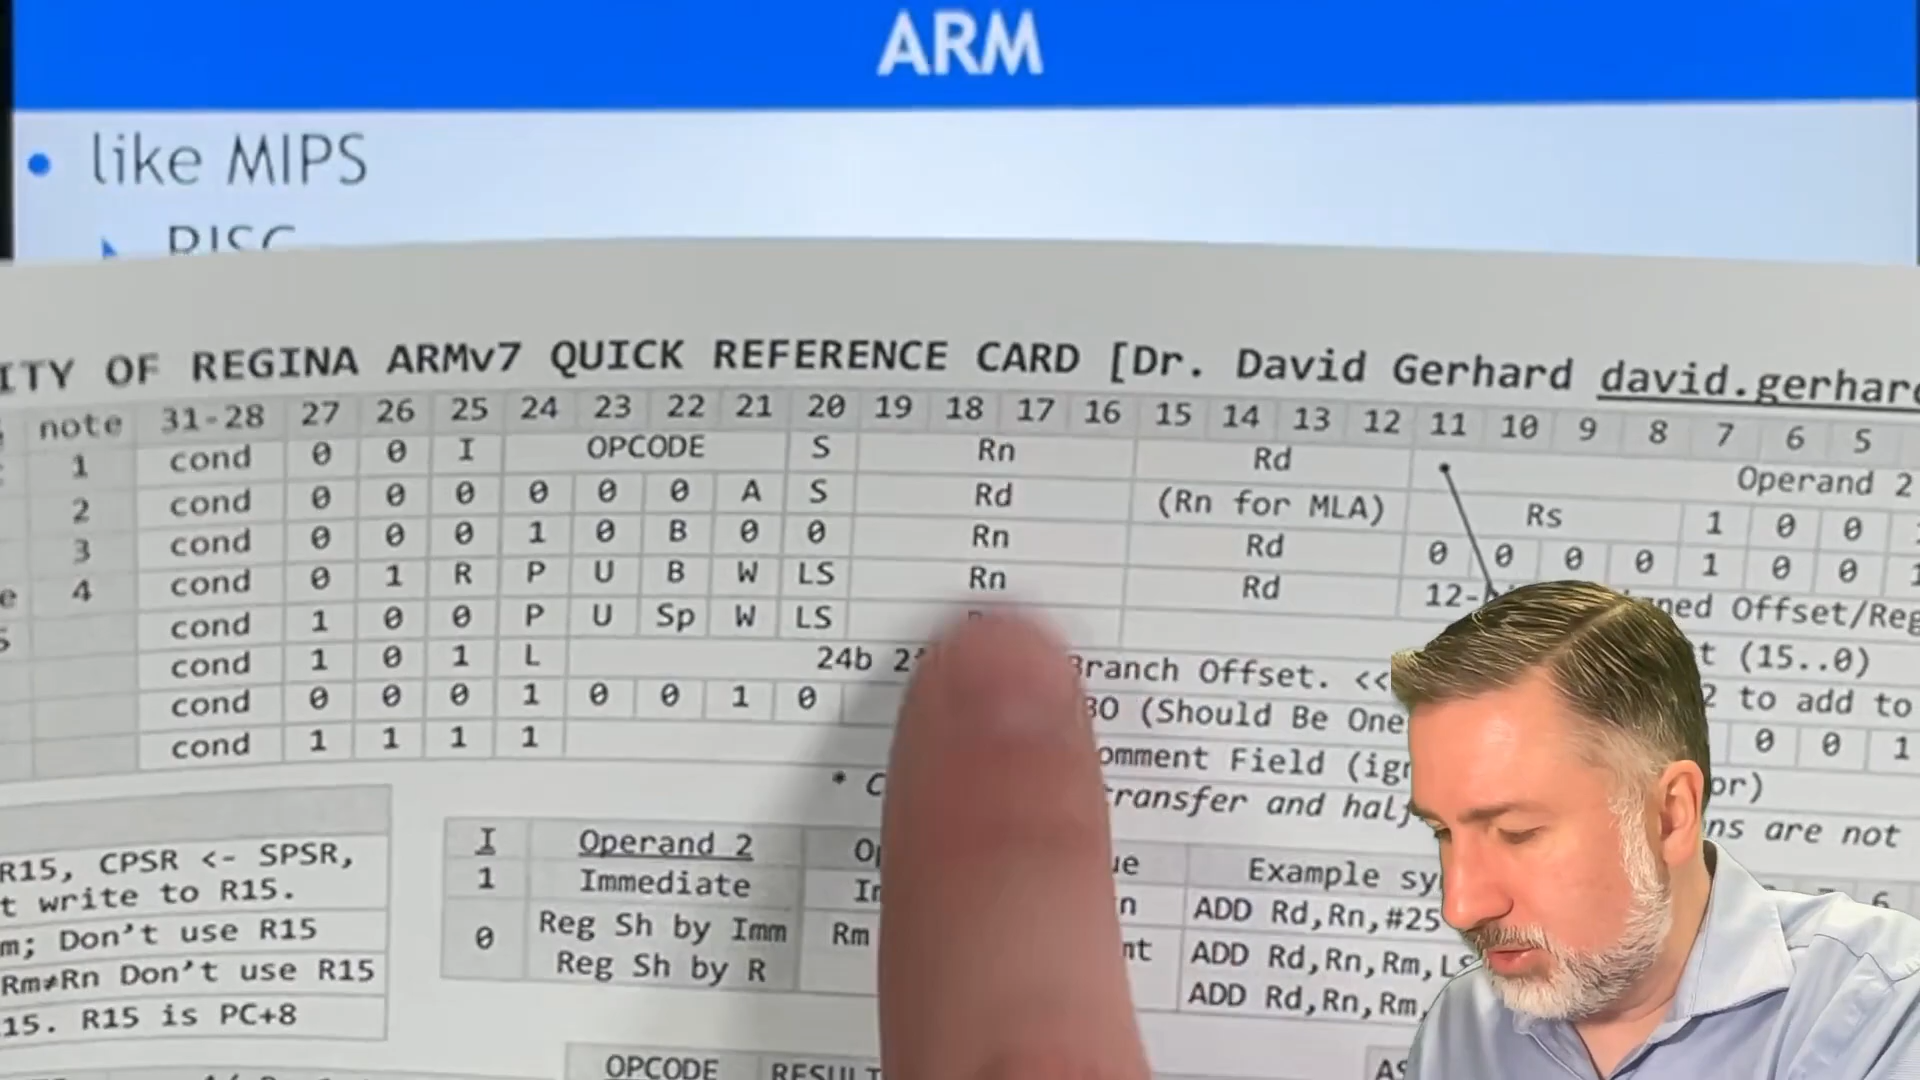 ARM
• like MIPS
RISC
ITY OF REGINA ARMv7 QUICK REFERENCE CARD [Dr. David Gerhard david.gerhard
note 31-28 27 26 25 24 23 22 21 20 19 18 17 16 15 14 13 12 11 10 9 8 7 6 5
1 cond 0 0 I OPCODE S Rn Rd Operand 2
2 cond 0 0 0 0 0 0 A S Rd (Rn for MLA) Rs 1 0 0
3 cond 0 0 0 1 0 B 0 0 Rn Rd 0 0 0 0 1 0 0 1
e 4 cond 0 1 R P U B W LS Rn Rd 12- ned Offset/Reg
s cond 1 0 0 P U Sp W LS t (15..0)
cond 1 0 1 L 24b 2 Branch Offset. << 2 to add to
cond 0 0 0 1 0 0 1 0 BO (Should Be One 0 0 1
cond 1 1 1 1 omment Field (ign or)
* C transfer and half ns are not
R15, CPSR <- SPSR,
t write to R15.
m; Don't use R15
Rm≠Rn Don't use R15
15. R15 is PC+8
I Operand 2 Op ue Example sy
1 Immediate Im n ADD Rd,Rn,#25
0 Reg Sh by Imm Rm nt ADD Rd,Rn,Rm,LS
Reg Sh by R ADD Rd,Rn,Rm,
6
OPCODE RESULT AS